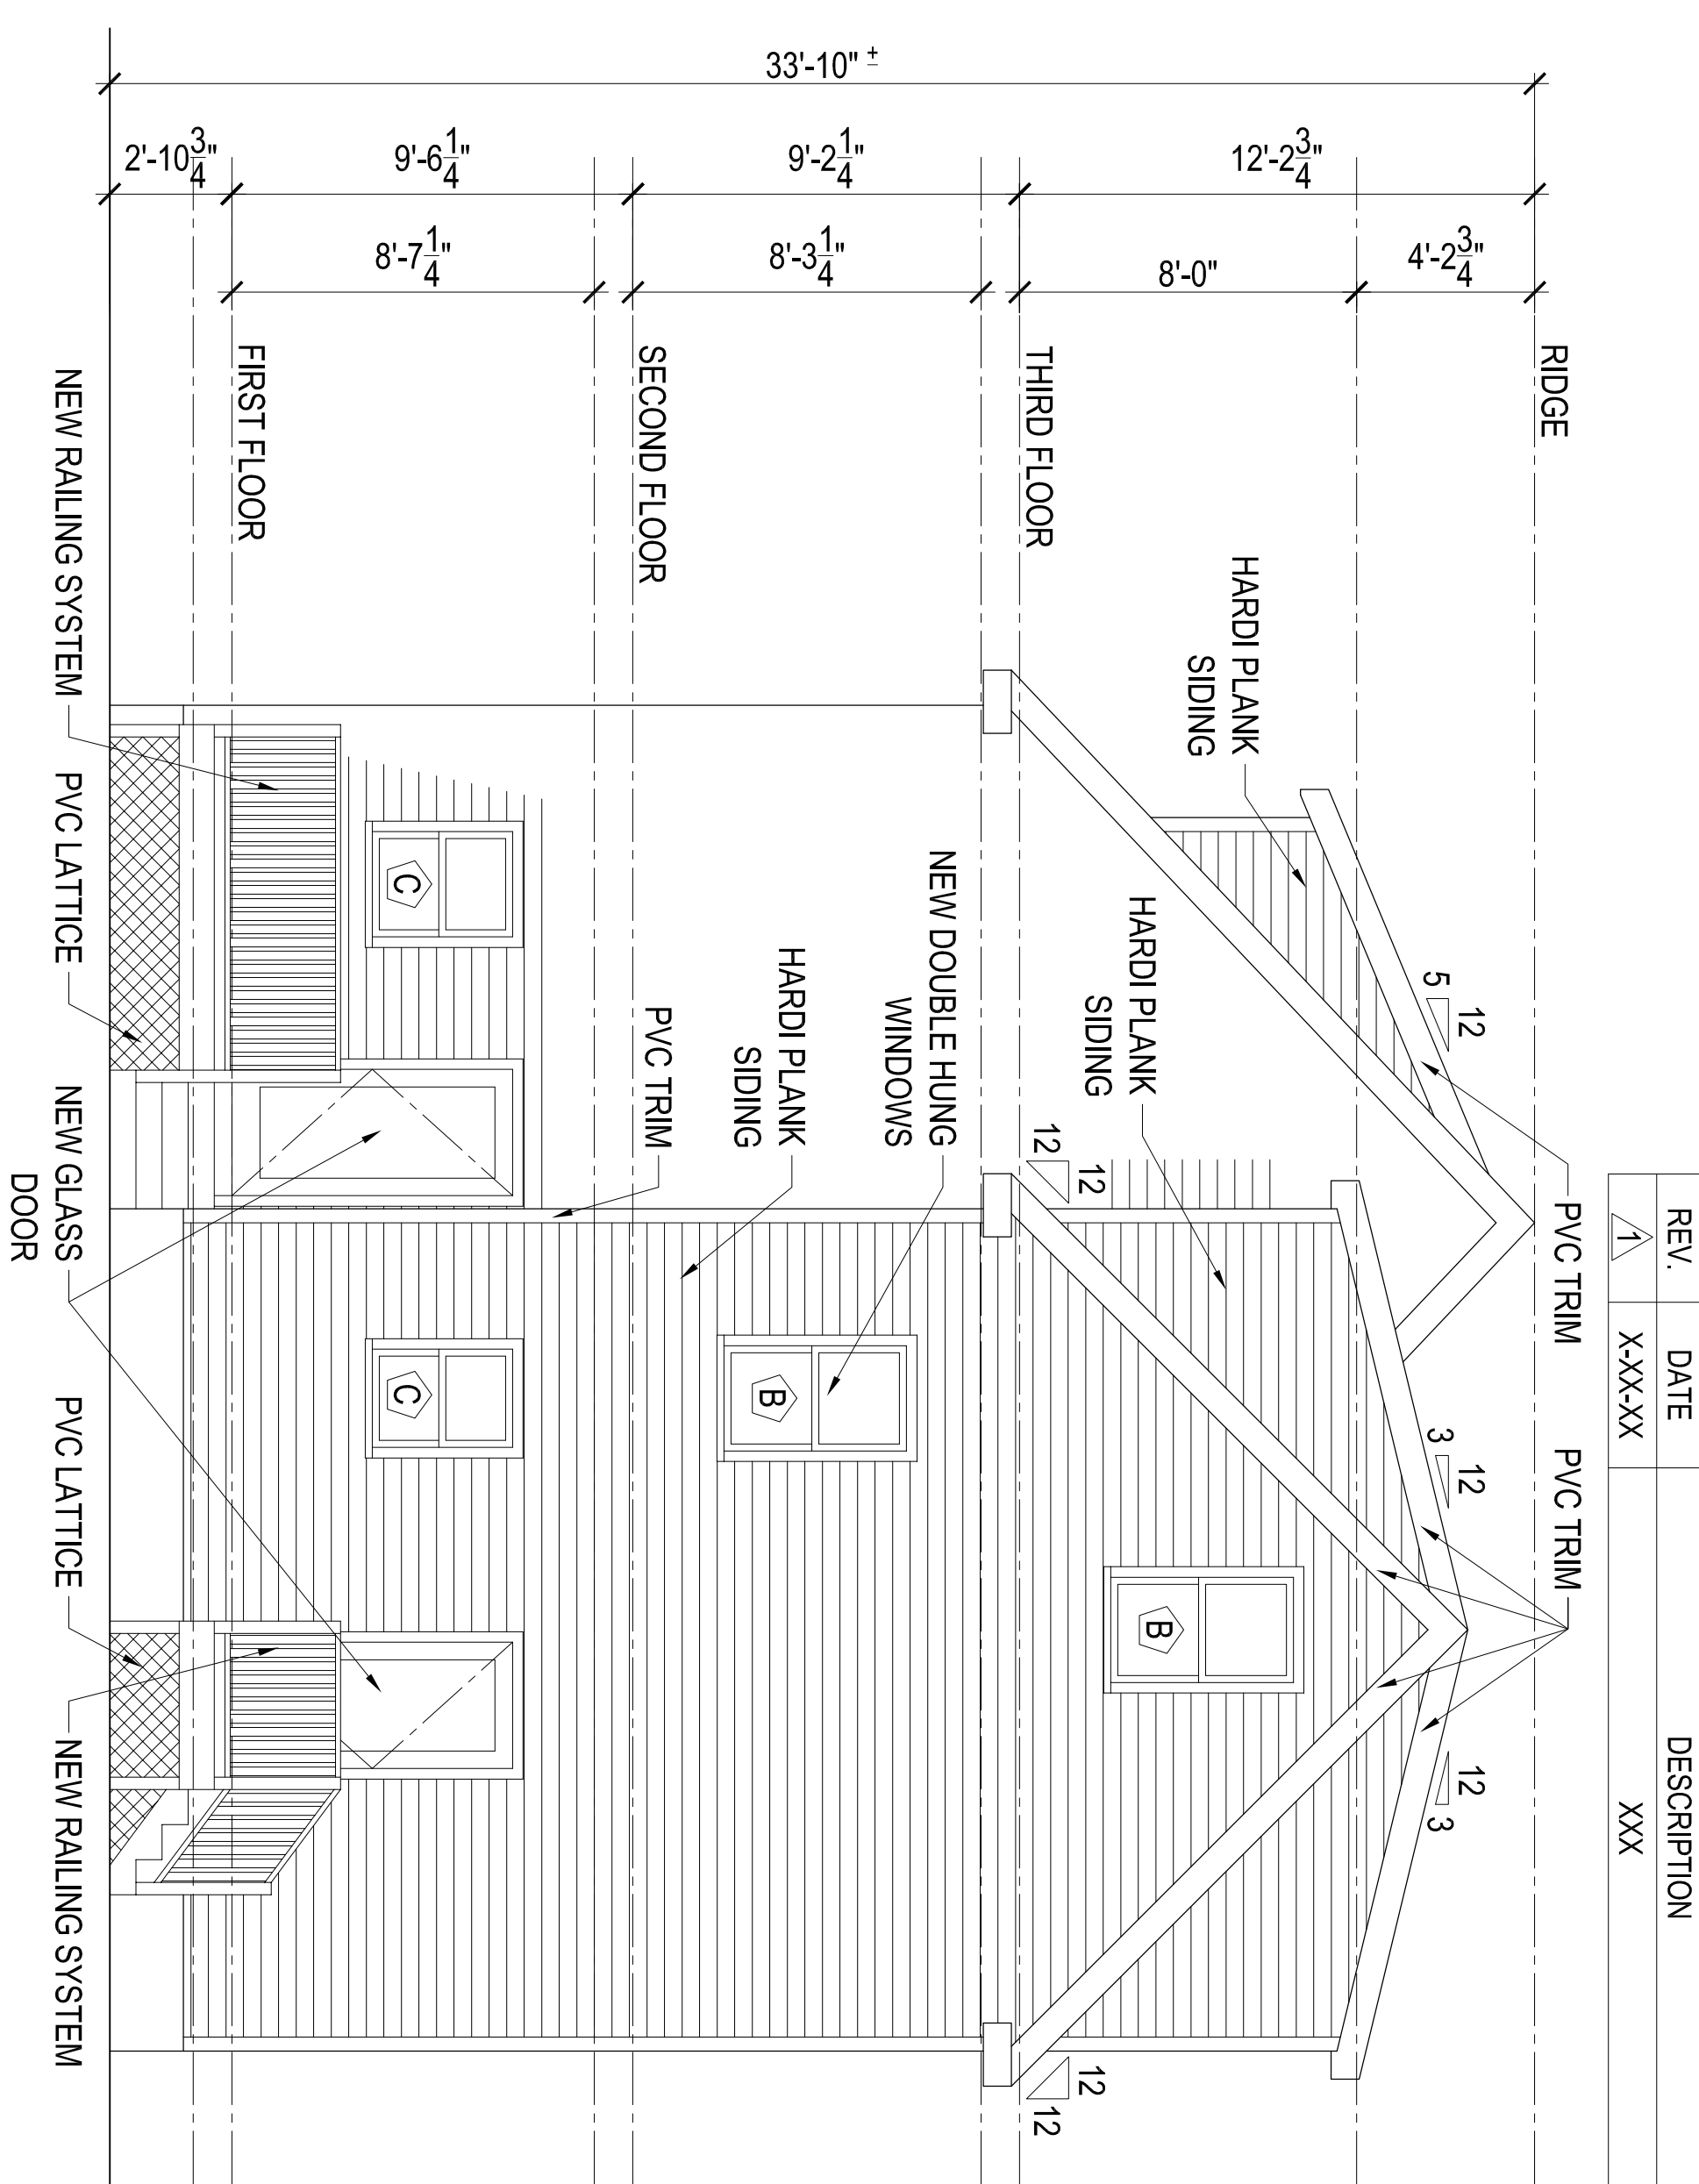 REV.
DATE
DESCRIPTION
1
X-XX-XX
XXX
RIDGE
PVC TRIM
PVC TRIM
12
5
12
3
12
3
HARDI PLANK
SIDING
HARDI PLANK
SIDING
B
THIRD FLOOR
12
12
12
12
NEW DOUBLE HUNG
WINDOWS
HARDI PLANK
SIDING
B
SECOND FLOOR
PVC TRIM
C
C
FIRST FLOOR
NEW RAILING SYSTEM
PVC LATTICE
NEW GLASS
DOOR
PVC LATTICE
NEW RAILING SYSTEM
33'-10" ±
2'-10 3/4"
9'-6 1/4"
9'-2 1/4"
12'-2 3/4"
8'-7 1/4"
8'-3 1/4"
8'-0"
4'-2 3/4"